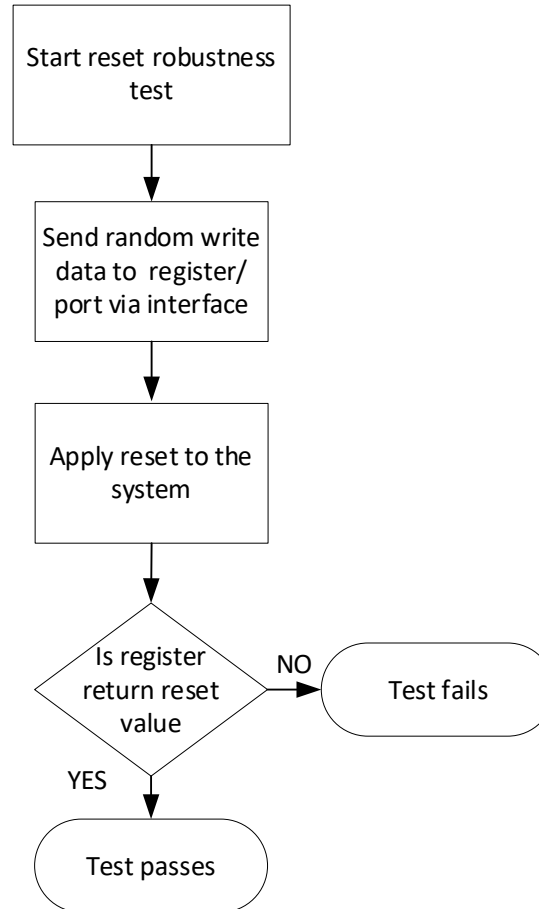 Start reset robustness
test
Send random write
data to register/
port via interface
Apply reset to the
system
Is register
return reset
value
NO
Test fails
YES
Test passes